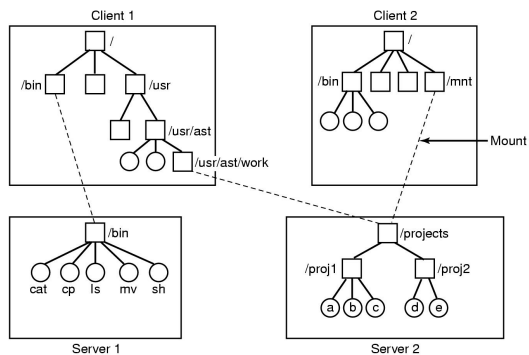 Client 1
Client 2
/
/
/bin
/usr
/bin
/mnt
/usr/ast
/usr/ast/work
Mount
/bin
/projects
cat cp ls mv sh
/proj1
/proj2
a b c d e
Server 1
Server 2